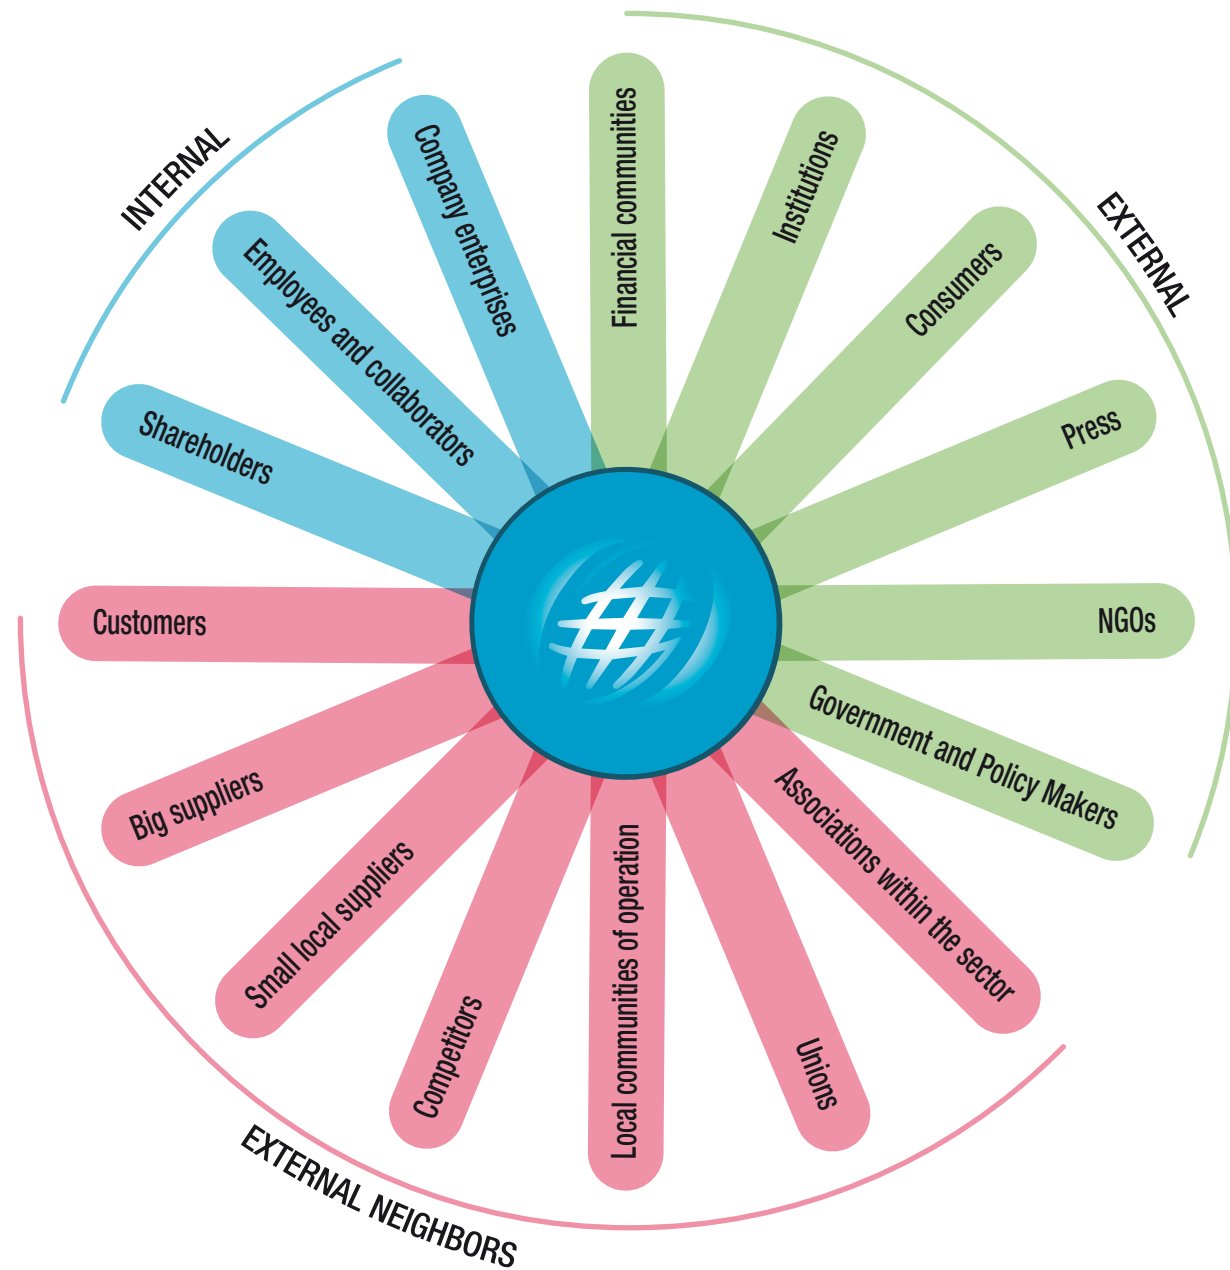 INTERNAL
Company enterprises
Employees and collaborators
Shareholders
EXTERNAL
Financial communities
Institutions
Consumers
Press
NGOs
Government and Policy Makers
EXTERNAL NEIGHBORS
Associations within the sector
Unions
Local communities of operation
Competitors
Small local suppliers
Big suppliers
Customers